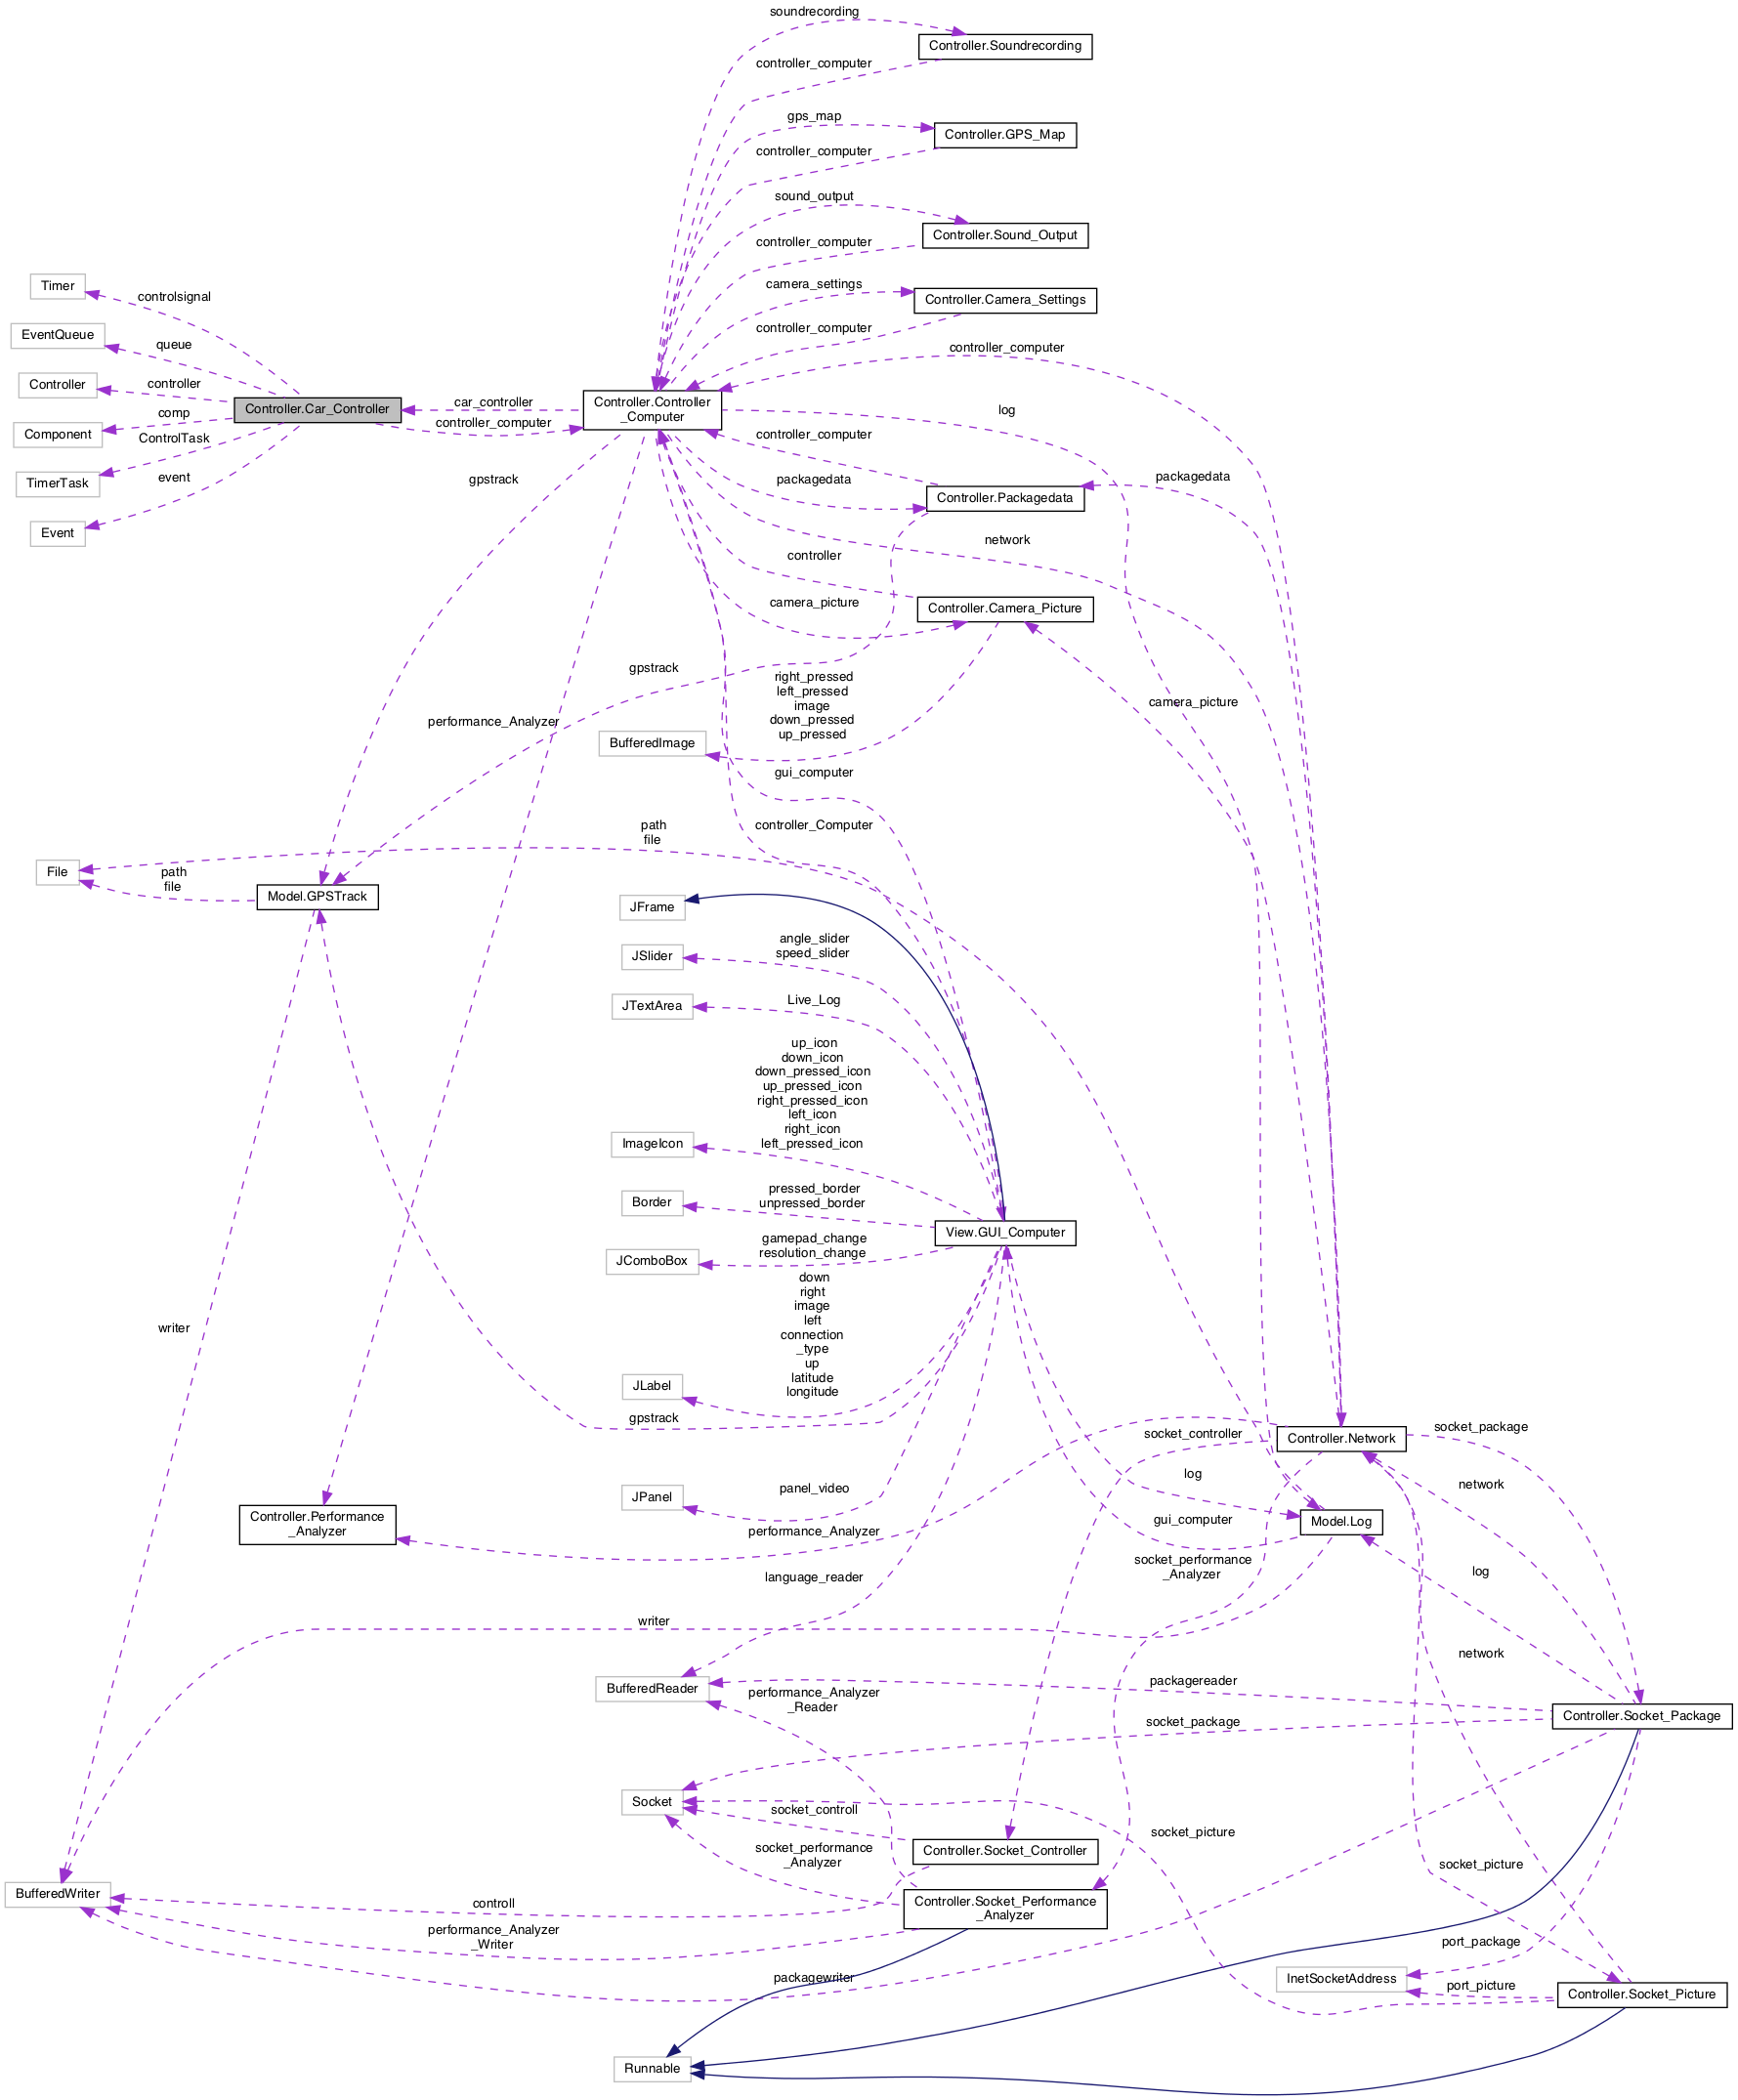 soundrecording
Controller.Soundrecording
controller_computer
gps_map
Controller.GPS_Map
controller_computer
sound_output
Controller.Sound_Output
controller_computer
Timer
controlsignal
camera_settings
Controller.Camera_Settings
EventQueue
queue
controller_computer
controller_computer
Controller
controller
Controller.Car_Controller
car_controller
Controller.Controller
_Computer
log
Component
comp
controller_computer
ControlTask
controller_computer
TimerTask
event
gpstrack
packagedata
packagedata
Controller.Packagedata
Event
network
controller
camera_picture
Controller.Camera_Picture
gpstrack
right_pressed
left_pressed
image
down_pressed
up_pressed
camera_picture
performance_Analyzer
BufferedImage
gui_computer
path
file
controller_Computer
File
path
file
Model.GPSTrack
JFrame
angle_slider
speed_slider
JSlider
Live_Log
JTextArea
up_icon
down_icon
down_pressed_icon
up_pressed_icon
right_pressed_icon
left_icon
right_icon
left_pressed_icon
ImageIcon
pressed_border
unpressed_border
Border
View.GUI_Computer
gamepad_change
resolution_change
JComboBox
down
right
image
left
connection
_type
up
latitude
longitude
writer
JLabel
gpstrack
socket_controller
Controller.Network
socket_package
log
network
JPanel
panel_video
Controller.Performance
_Analyzer
performance_Analyzer
gui_computer
Model.Log
socket_performance
_Analyzer
log
language_reader
writer
network
BufferedReader
performance_Analyzer
_Reader
packagereader
socket_package
Controller.Socket_Package
Socket
socket_controll
socket_picture
socket_performance
_Analyzer
Controller.Socket_Controller
socket_picture
BufferedWriter
controll
Controller.Socket_Performance
_Analyzer
performance_Analyzer
_Writer
port_package
packagewriter
InetSocketAddress
port_picture
Controller.Socket_Picture
Runnable